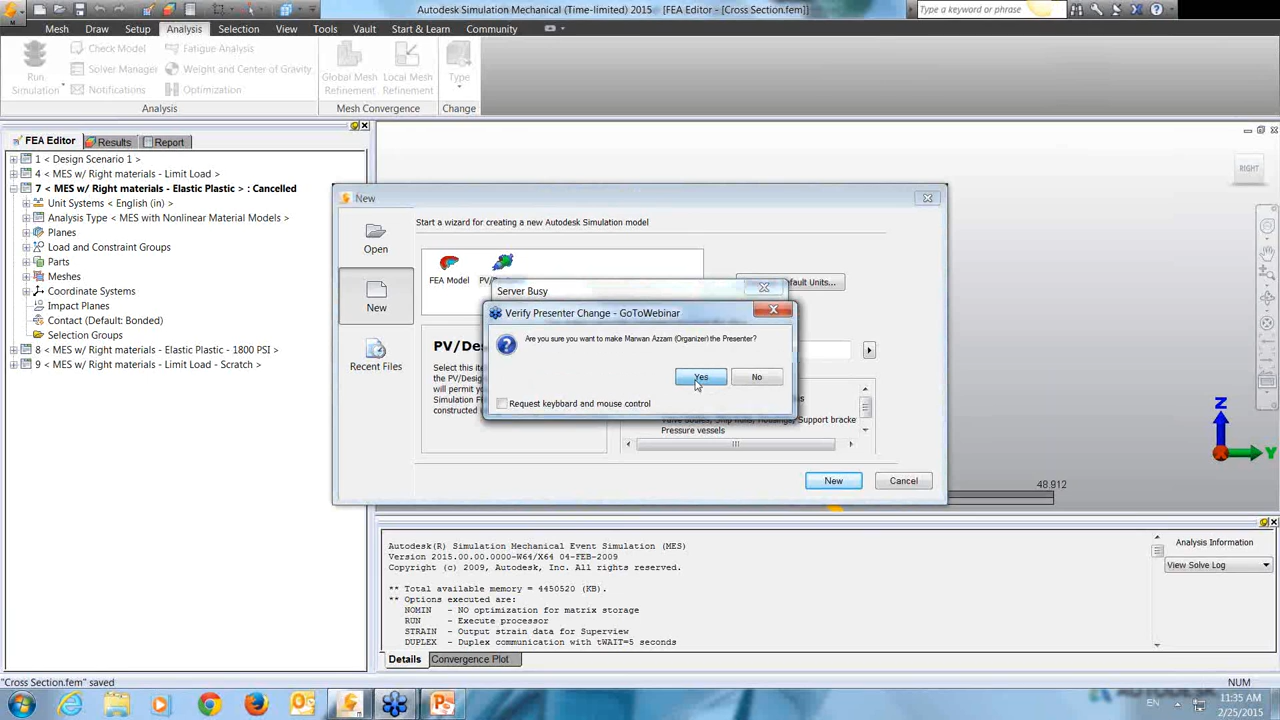 Autodesk Simulation Mechanical (Time-limited) 2015 - [FEA Editor - [Cross Section.fem]]
Type a keyword or phrase
Mesh Draw Setup Analysis Selection View Tools Vault Start & Learn Community
Check Model Fatigue Analysis
Solver Manager Weight and Center of Gravity
Notifications Optimization
Run Simulation
Global Mesh Refinement
Local Mesh Refinement
Type
Analysis Mesh Convergence Change
FEA Editor Results Report
1 < Design Scenario 1 >
4 < MES w/ Right materials - Limit Load >
7 < MES w/ Right materials - Elastic Plastic > : Cancelled
Unit Systems < English (in) >
Analysis Type < MES with Nonlinear Material Models >
Planes
Load and Constraint Groups
Parts
Meshes
Coordinate Systems
Impact Planes
Contact (Default: Bonded)
Selection Groups
8 < MES w/ Right materials - Elastic Plastic - 1800 PSI >
9 < MES w/ Right materials - Limit Load - Scratch >
New
Open
New
Recent Files
Start a wizard for creating a new Autodesk Simulation model
FEA Model
efault Units...
PV/De
Select this ite
the PV/Design
will permit yo
Simulation F
constructed
Server Busy
Verify Presenter Change - GoToWebinar
Are you sure you want to make Marwan Azzam (Organizer) the Presenter?
Yes No
Request keyboard and mouse control
Support bracke
Pressure vessels
New Cancel
RIGHT
Z
Y
48.912
Autodesk(R) Simulation Mechanical Event Simulation (MES)
Version 2015.00.00.0000-W64/X64 04-FEB-2009
Copyright (c) 2009, Autodesk, Inc. All rights reserved.
** Total available memory = 4450520 (KB).
** Options executed are:
NOMIN - NO optimization for matrix storage
RUN - Execute processor
STRAIN - Output strain data for Superview
DUPLEX - Duplex communication with tWAIT=5 seconds
Analysis Information
View Solve Log
Details Convergence Plot
"Cross Section.fem" saved
NUM
EN
11:35 AM
2/25/2015